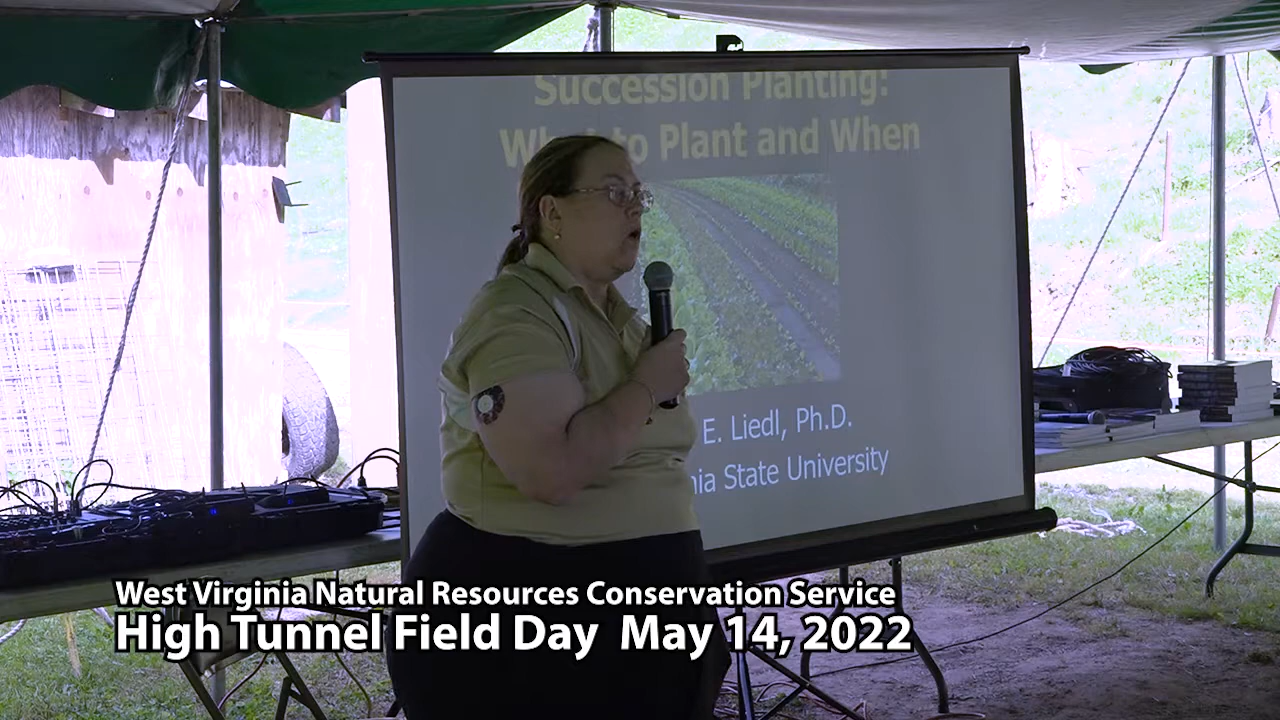 Succession Planting:
to Plant and When
E. Liedl, Ph.D.
State University
West Virginia Natural Resources Conservation Service
High Tunnel Field Day May 14, 2022